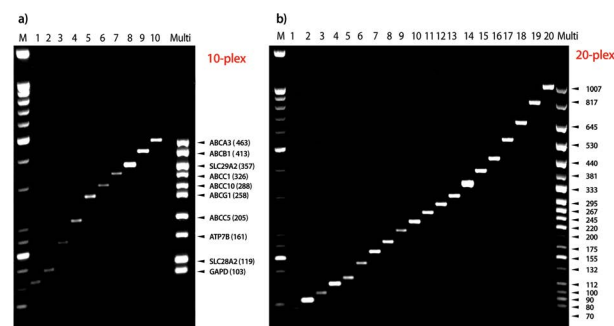 a)
M 1 2 3 4 5 6 7 8 9 10 Multi
10-plex
ABCA3 (463)
ABCB1 (413)
SLC29A2 (357)
ABCC1 (326)
ABCC10 (288)
ABCG1 (258)
ABCC5 (205)
ATP7B (161)
SLC28A2 (119)
GAPD (103)
b)
M 1 2 3 4 5 6 7 8 9 10 11 12 13 14 15 16 17 18 19 20 Multi
20-plex
1007
817
645
530
440
381
333
295
267
245
220
200
175
155
132
112
100
90
80
70